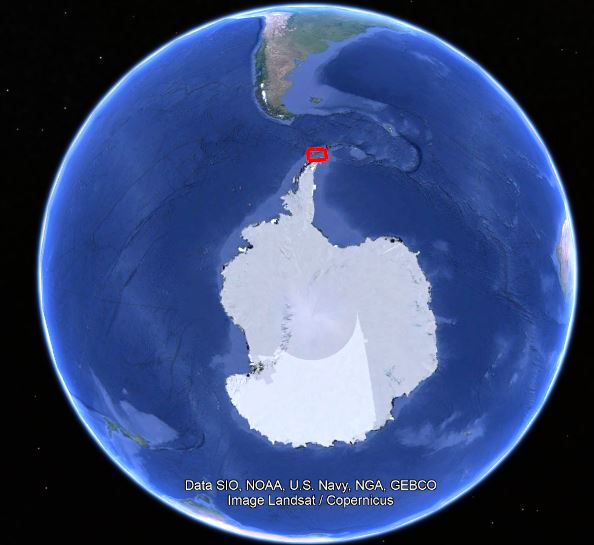 Data SIO, NOAA, U.S. Navy, NGA, GEBCO
Image Landsat / Copernicus